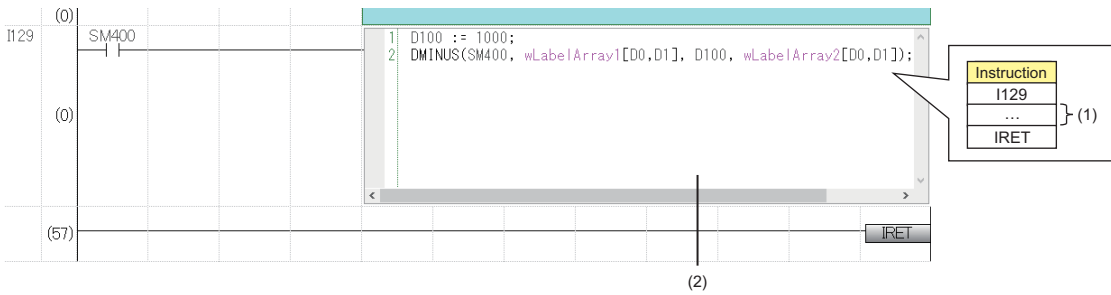 (0)
I129 SM400
1 D100 := 1000;
2 DMINUS(SM400, wLabelArray1[D0,D1], D100, wLabelArray2[D0,D1]);
(0)
Instruction
I129
... (1)
IRET
(57) IRET
(2)